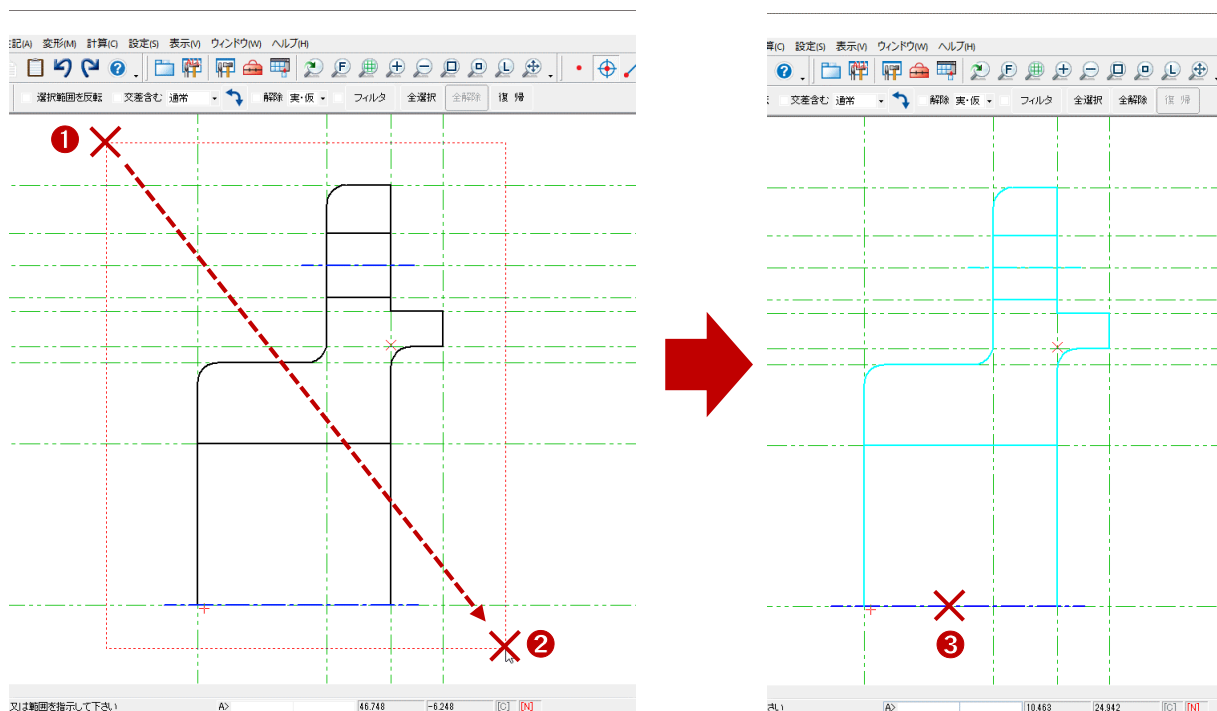 記(A) 変形(M) 計算(C) 設定(S) 表示(V) ウィンドウ(W) ヘルプ(H)
F L
選択範囲を反転 交差含む 通常 解除 実・仮 フィルタ 全選択 全解除 復 帰
❶
❷
又は範囲を指示して下さい A> 46.748 -6.248 [C] [N]
算(C) 設定(S) 表示(V) ウィンドウ(W) ヘルプ(H)
F L
交差含む 通常 解除 実・仮 フィルタ 全選択 全解除 復 帰
❸
さい A> 10.463 24.942 [C] [N]